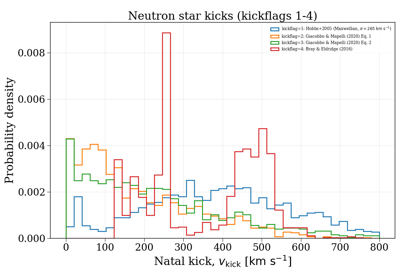 Neutron star kicks (kickflags 1-4)
kickflag=1: Hobbs+2005 (Maxwellian, σ=265 km s⁻¹)
kickflag=2: Giacobbo & Mapelli (2020) Eq. 1
kickflag=3: Giacobbo & Mapelli (2020) Eq. 2
kickflag=4: Bray & Eldridge (2016)
Probability density
0.008
0.006
0.004
0.002
0.000
0 100 200 300 400 500 600 700 800
Natal kick, vkick [km s⁻¹]